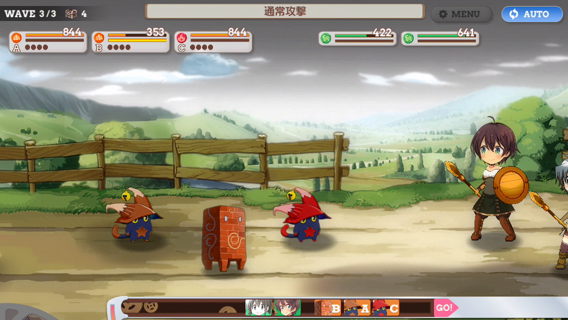 WAVE 3/3 4
通常攻撃
MENU
AUTO
844
A
353
B
844
C
422
641
B A C GO!